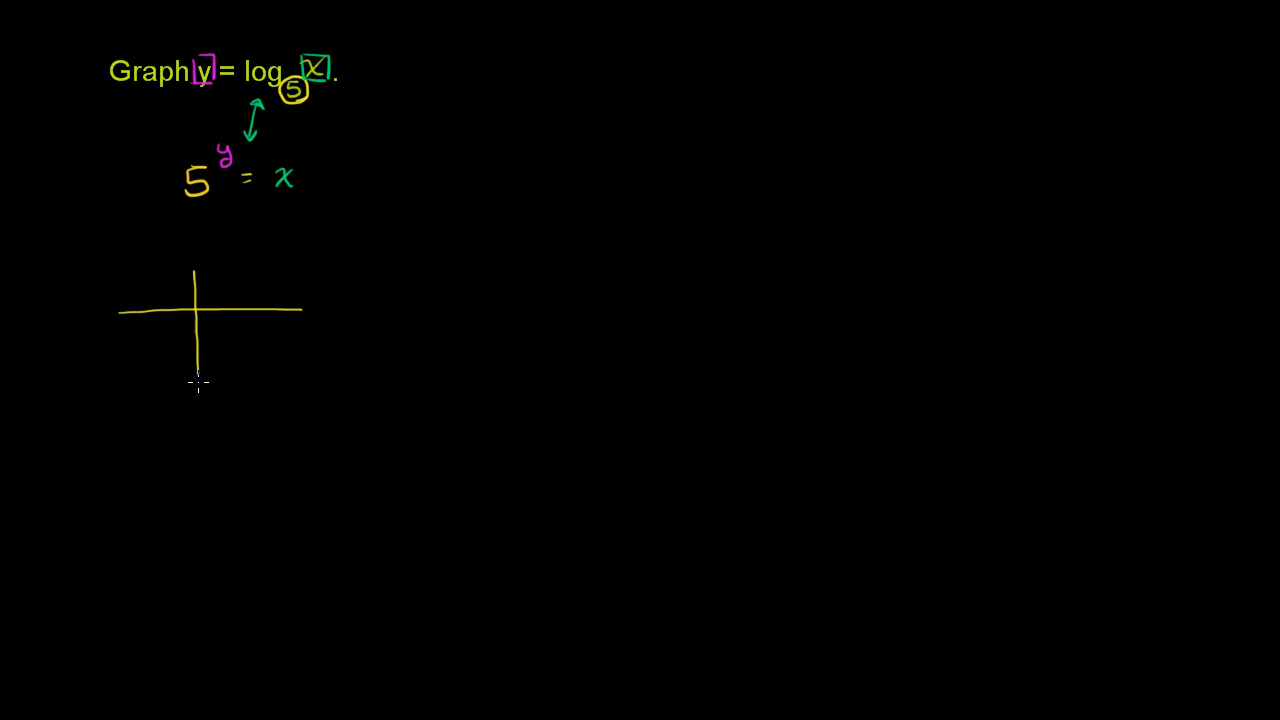 Graph y = log₅ x.
5ʸ = x